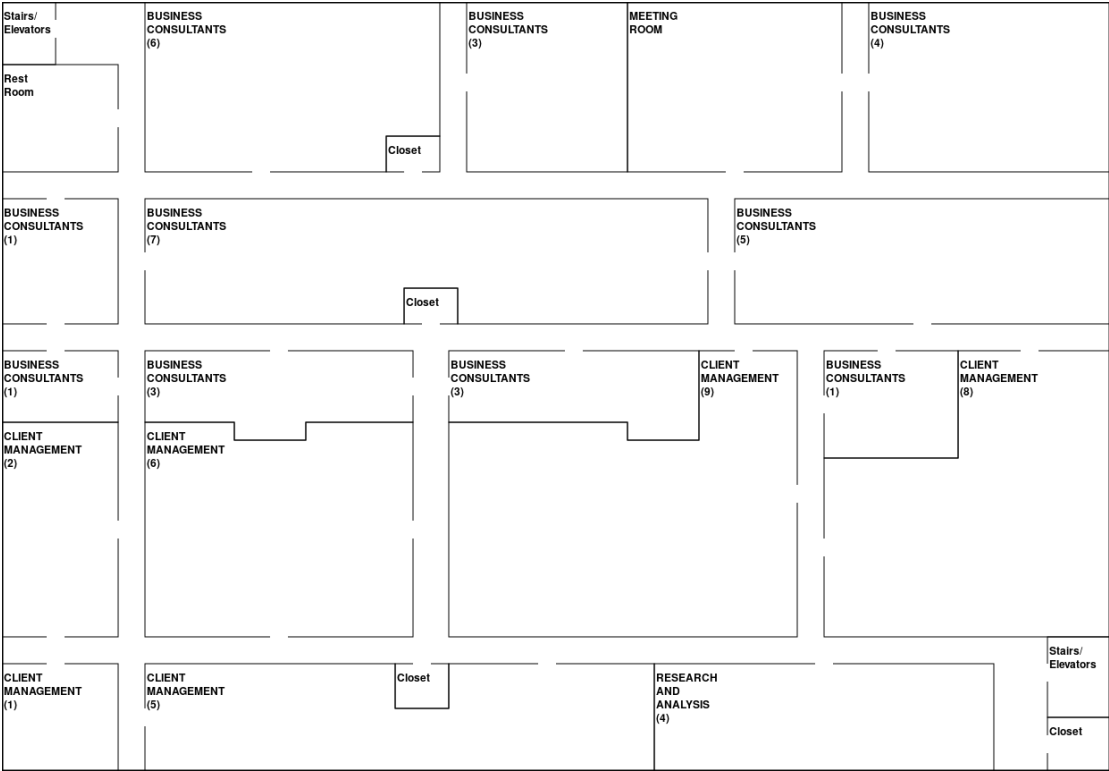 Stairs/
Elevators
BUSINESS
CONSULTANTS
(6)
BUSINESS
CONSULTANTS
(3)
MEETING
ROOM
BUSINESS
CONSULTANTS
(4)
Rest
Room
Closet
BUSINESS
CONSULTANTS
(1)
BUSINESS
CONSULTANTS
(7)
BUSINESS
CONSULTANTS
(5)
Closet
BUSINESS
CONSULTANTS
(1)
BUSINESS
CONSULTANTS
(3)
BUSINESS
CONSULTANTS
(3)
CLIENT
MANAGEMENT
(9)
BUSINESS
CONSULTANTS
(1)
CLIENT
MANAGEMENT
(8)
CLIENT
MANAGEMENT
(2)
CLIENT
MANAGEMENT
(6)
Stairs/
Elevators
CLIENT
MANAGEMENT
(1)
CLIENT
MANAGEMENT
(5)
Closet
RESEARCH
AND
ANALYSIS
(4)
Closet